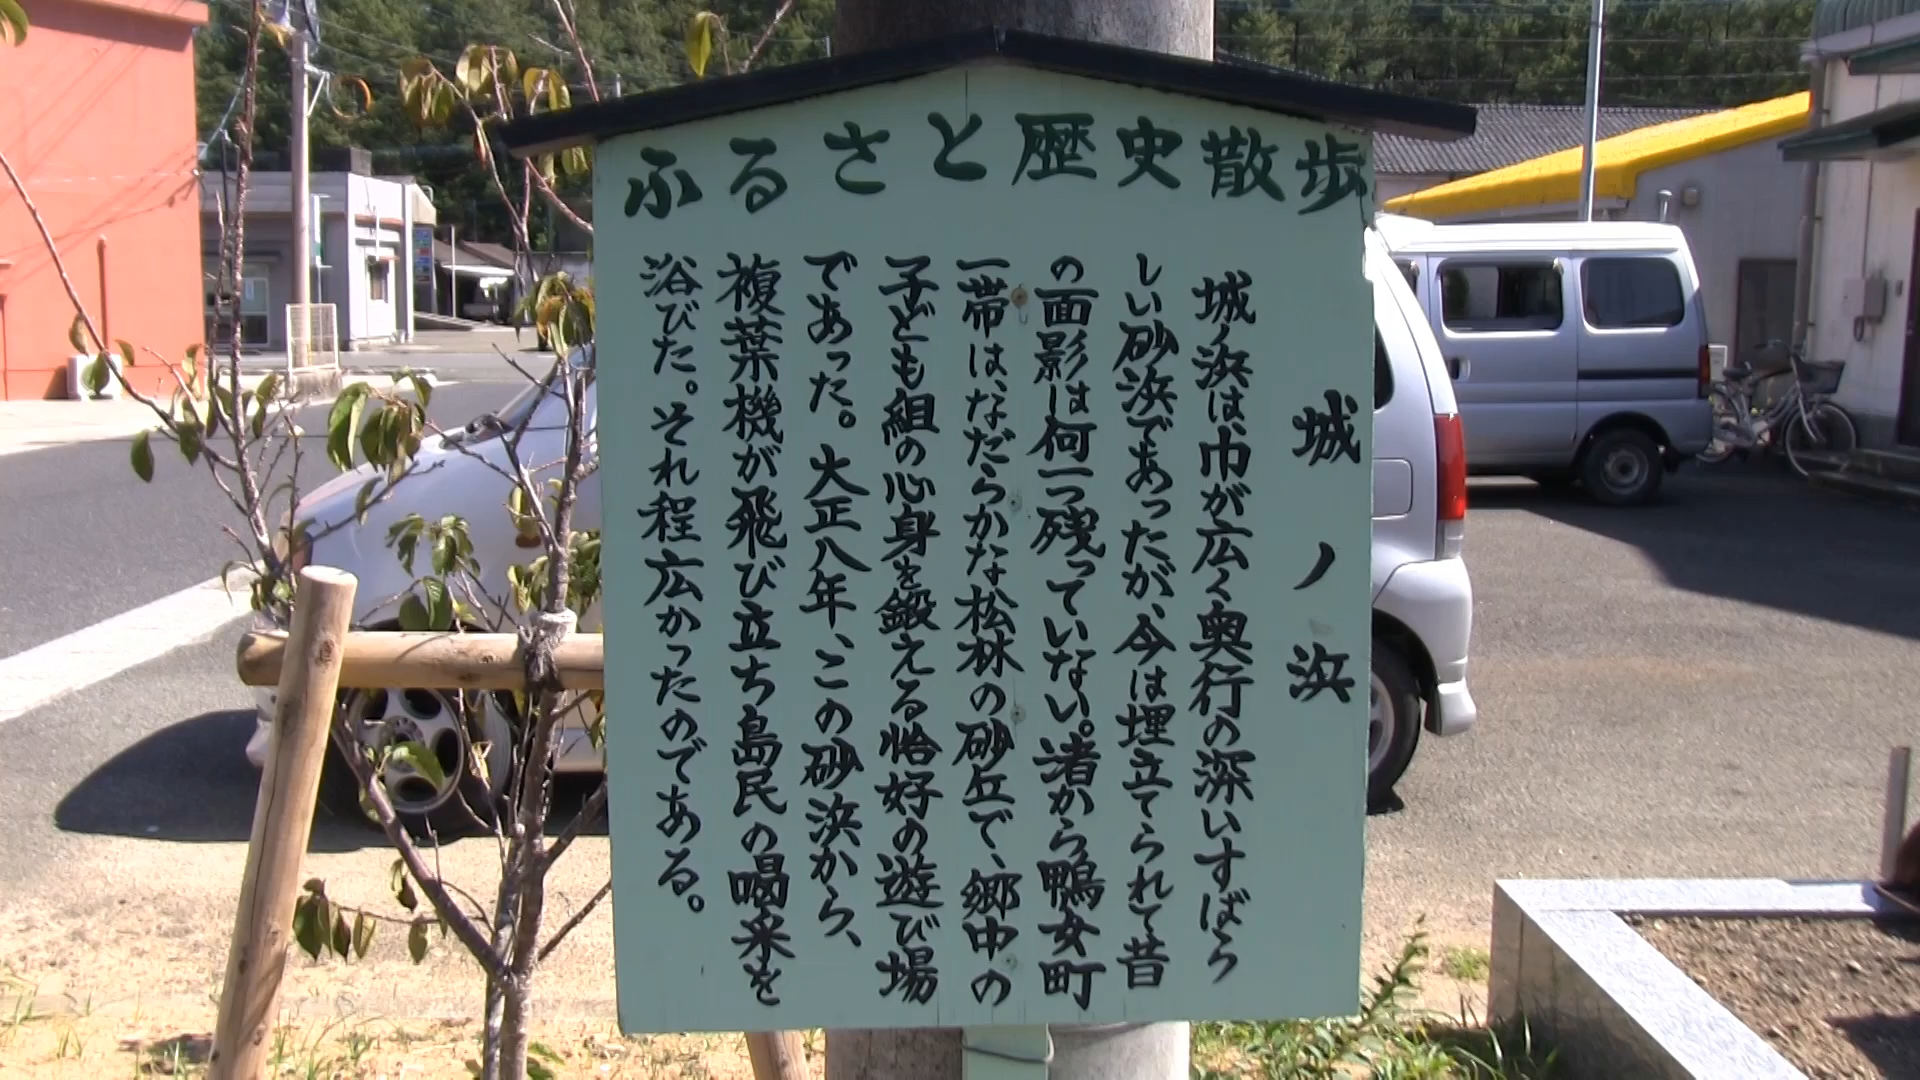 ふるさと歴史散歩
城ノ浜
城ノ浜は、巾が広く奥行の深いすばら
しい砂浜であったが、今は埋立てられて昔
の面影は何一つ残っていない。渚から鴨女町
一帯は、なだらかな松林の砂丘で、郷中の
子ども組の心身を鍛える恰好の遊び場
であった。大正八年、この砂浜から、
複葉機が飛び立ち島民の喝采を
浴びた。それ程広かったのである。